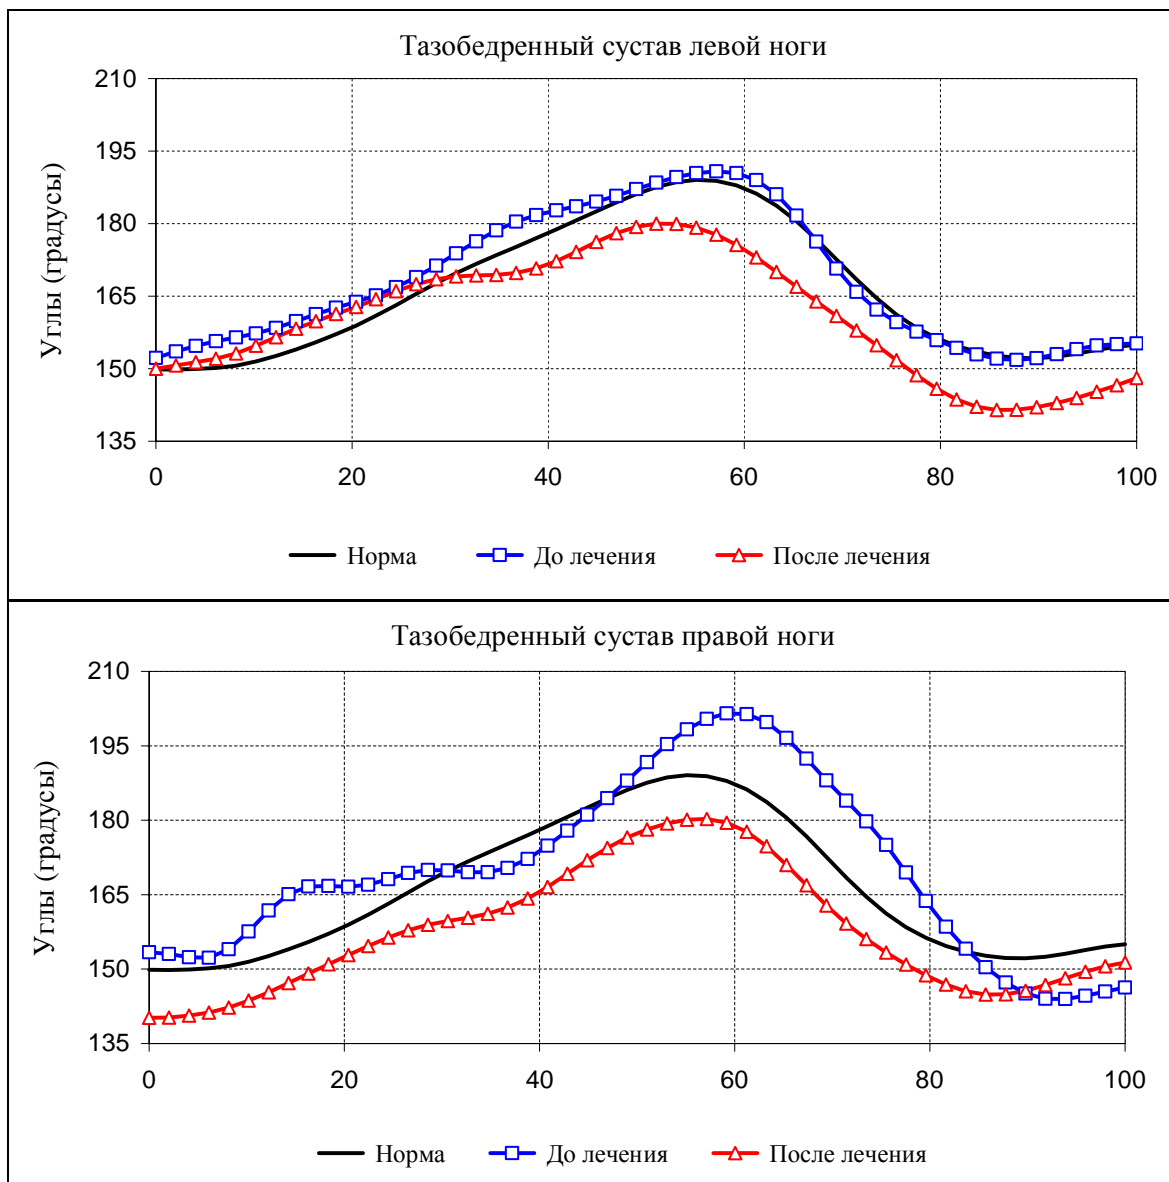 Тазобедренный сустав левой ноги
210
195
180
165
150
135
Углы (градусы)
0 20 40 60 80 100
Норма До лечения После лечения
Тазобедренный сустав правой ноги
210
195
180
165
150
135
Углы (градусы)
0 20 40 60 80 100
Норма До лечения После лечения